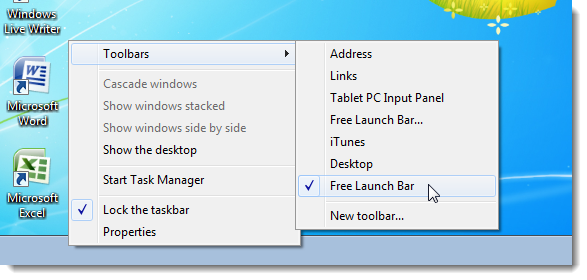 Windows
Live Writer
Microsoft
Word
Microsoft
Excel
Toolbars
Cascade windows
Show windows stacked
Show windows side by side
Show the desktop
Start Task Manager
Lock the taskbar
Properties
Address
Links
Tablet PC Input Panel
Free Launch Bar...
iTunes
Desktop
Free Launch Bar
New toolbar...